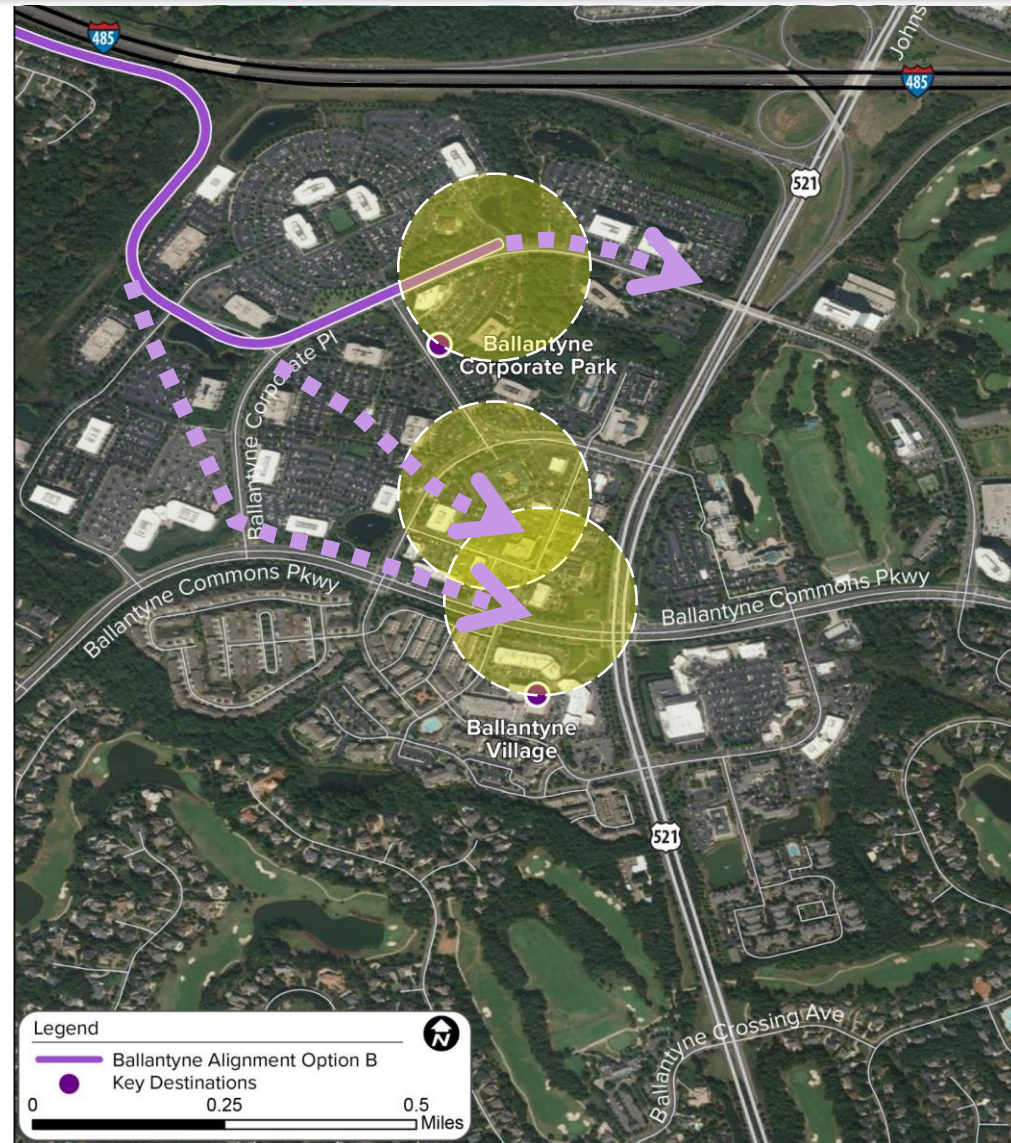 485
Johns
485
521
Ballantyne
Corporate Park
Ballantyne Corporate Pl
Ballantyne Commons Pkwy
Ballantyne Commons Pkwy
Ballantyne
Village
521
Ballantyne Crossing Ave
Legend
N
Ballantyne Alignment Option B
Key Destinations
0 0.25 0.5
Miles